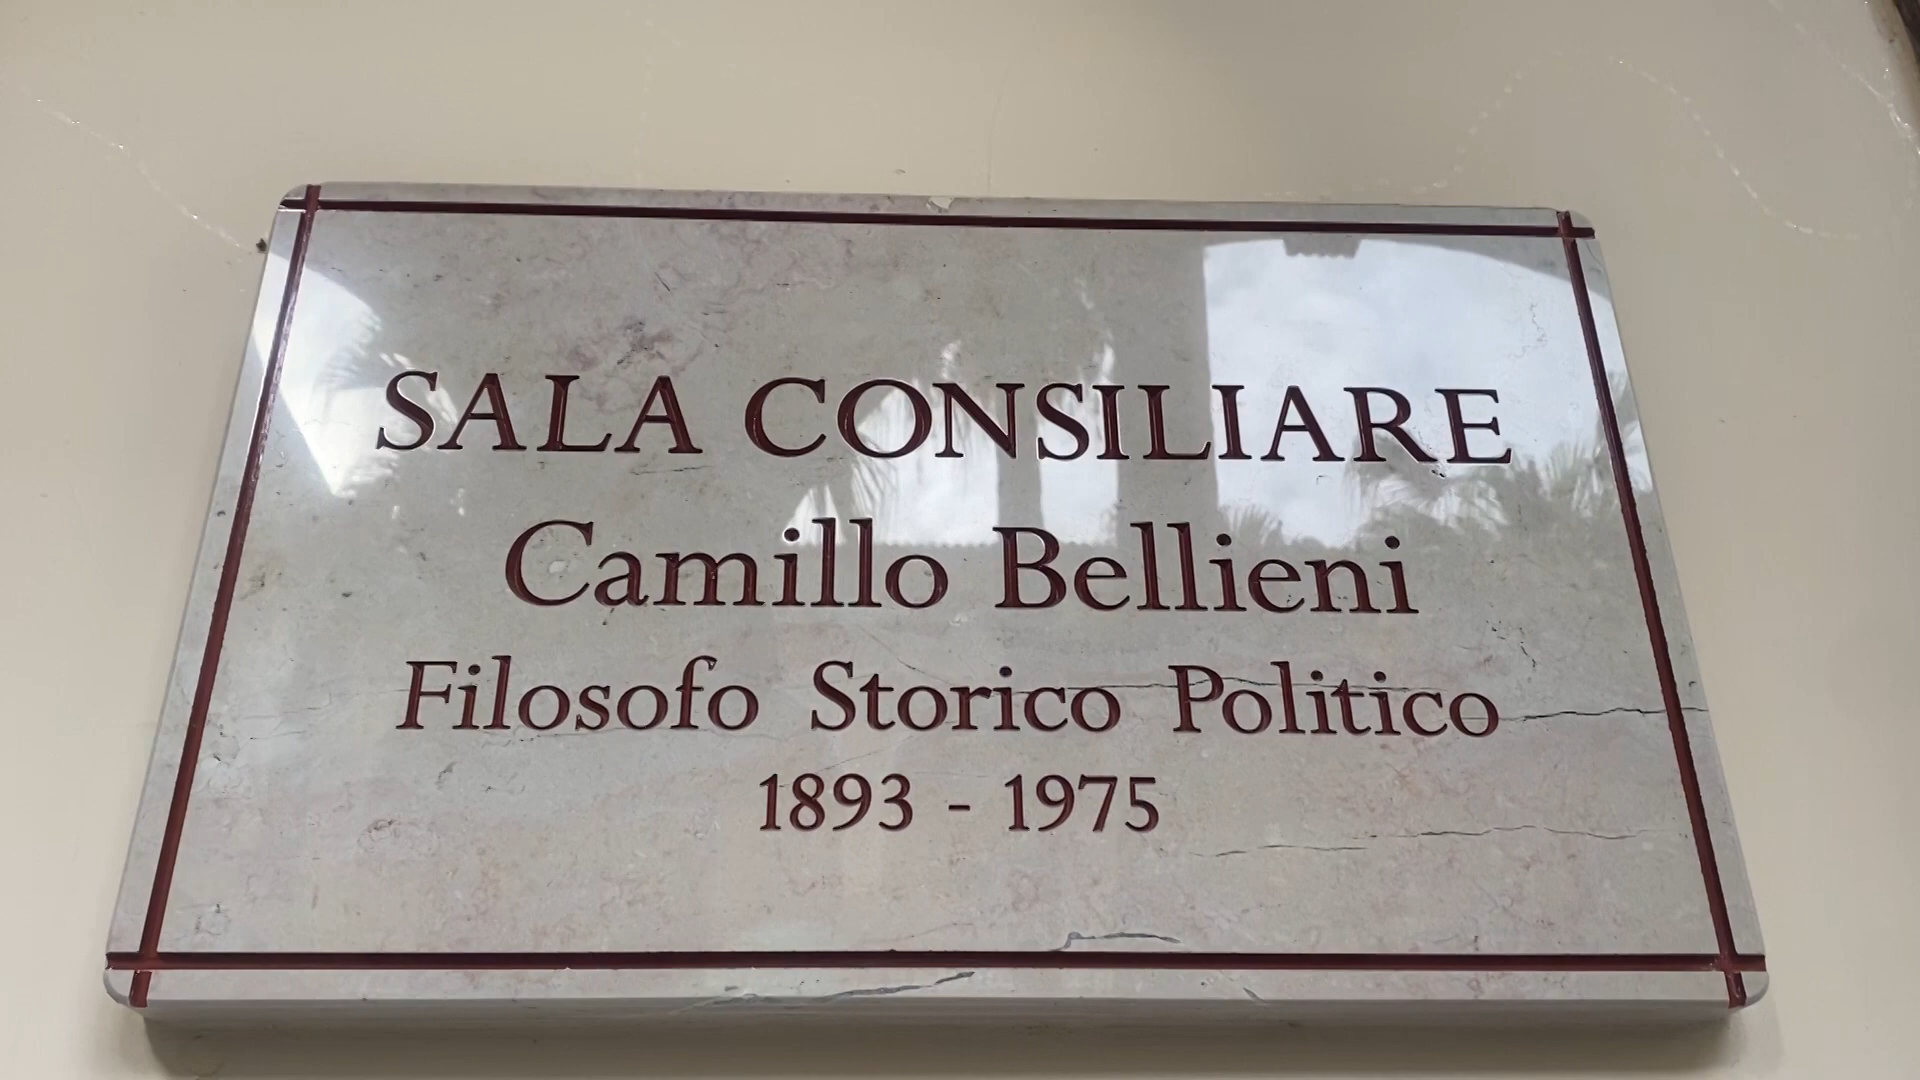 SALA CONSILIARE
Camillo Bellieni
Filosofo Storico Politico
1893 - 1975